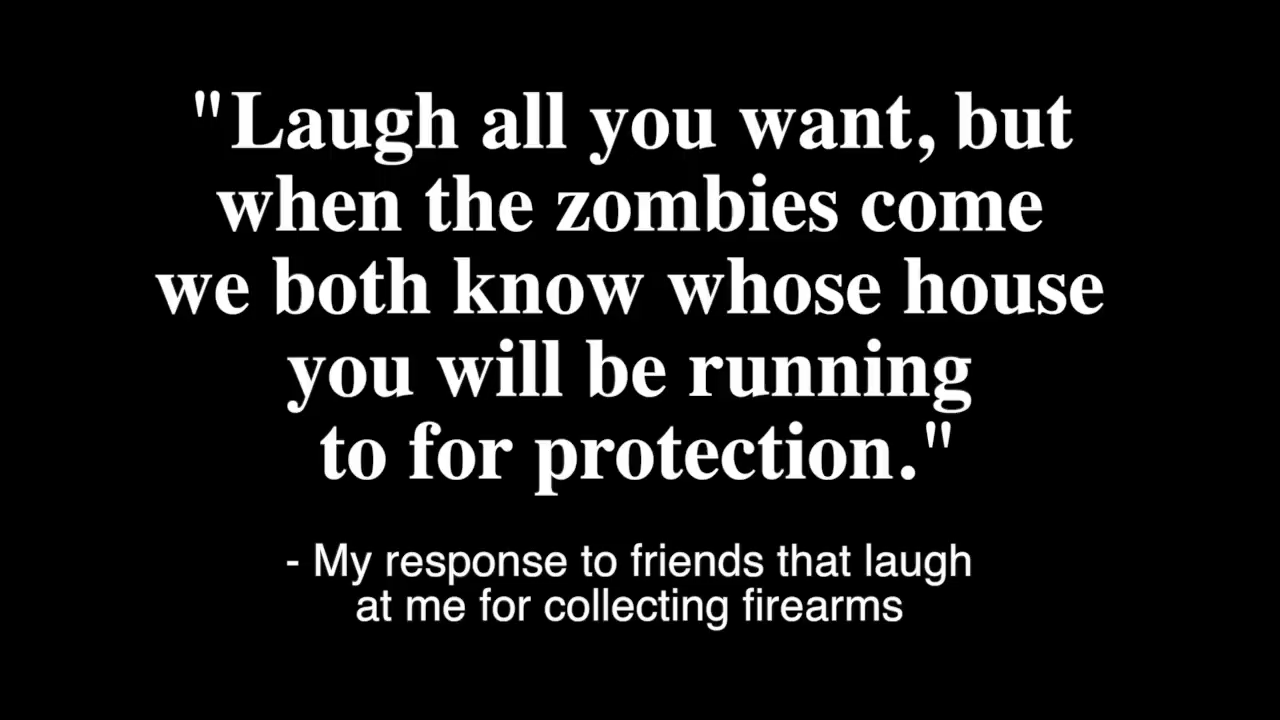 "Laugh all you want, but
when the zombies come
we both know whose house
you will be running
to for protection."
- My response to friends that laugh
at me for collecting firearms